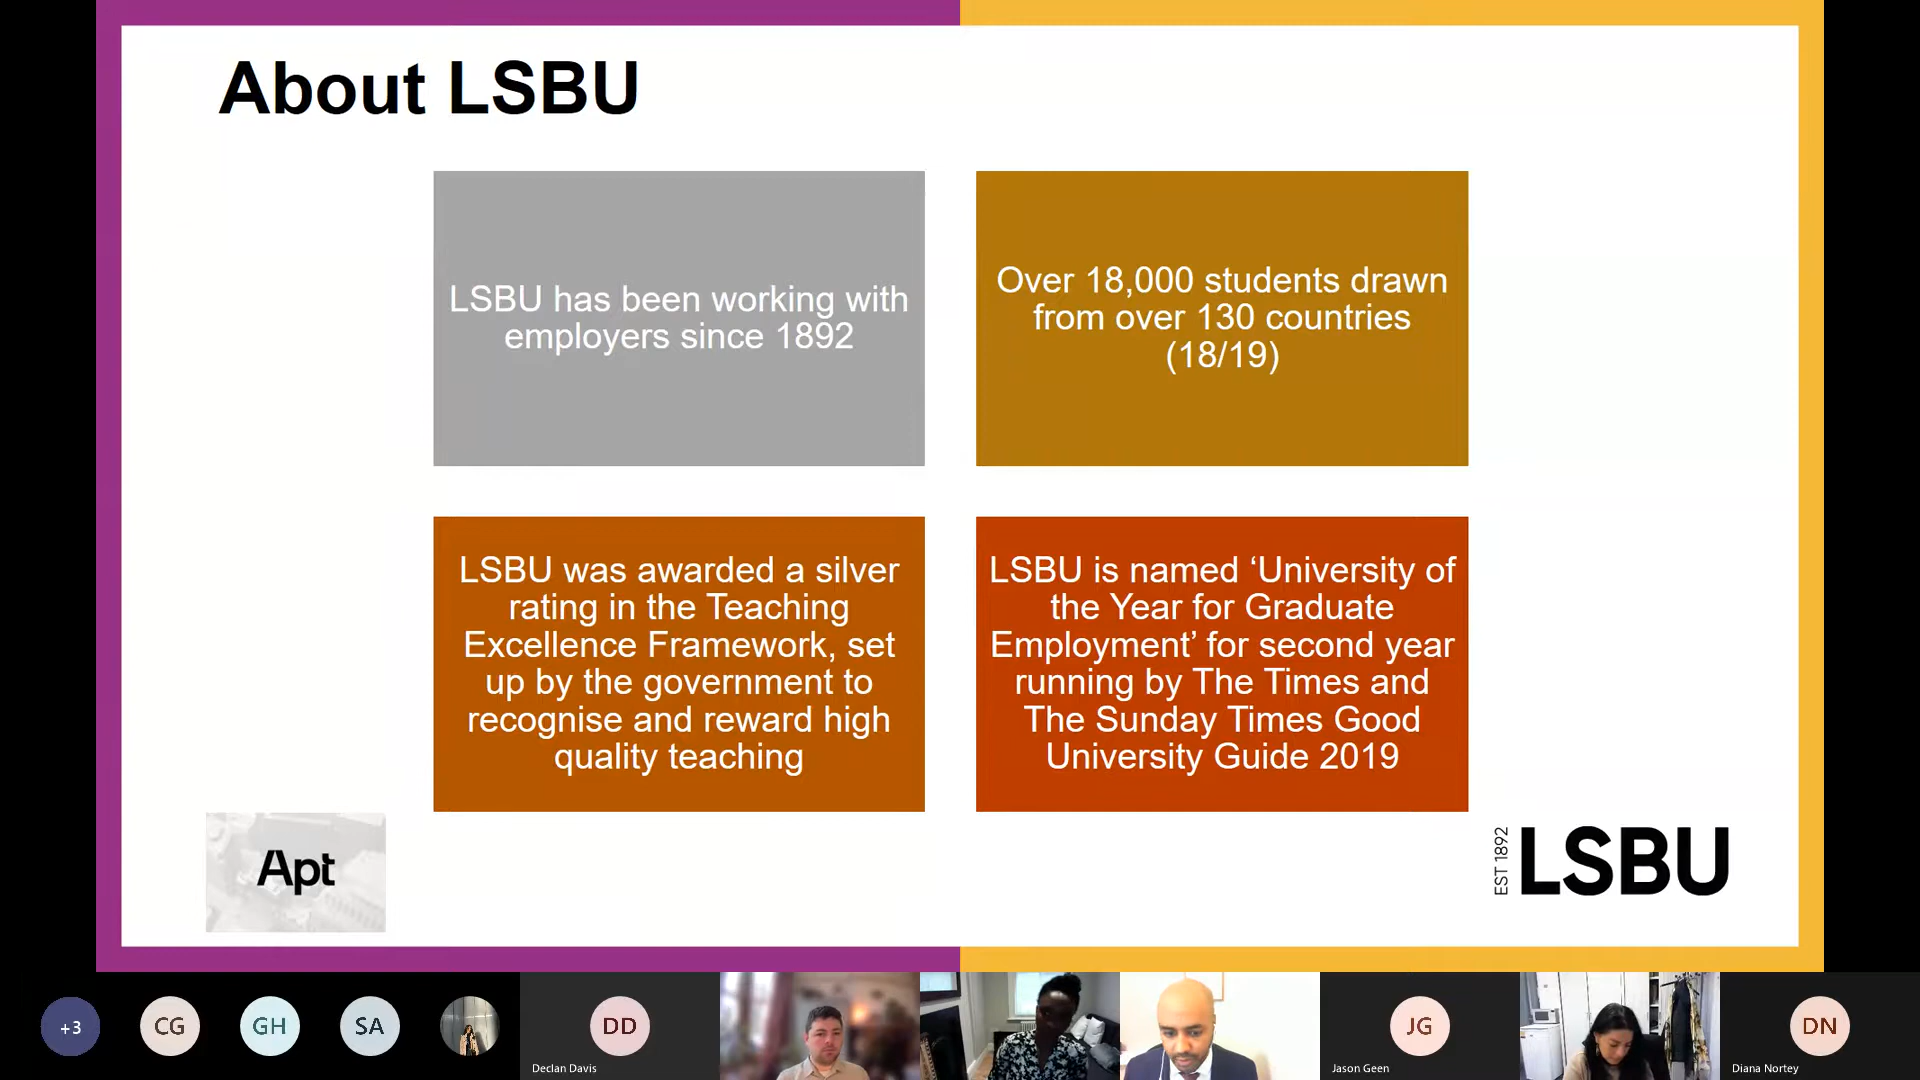 About LSBU
LSBU has been working with
employers since 1892
Over 18,000 students drawn
from over 130 countries
(18/19)
LSBU was awarded a silver
rating in the Teaching
Excellence Framework, set
up by the government to
recognise and reward high
quality teaching
LSBU is named ‘University of
the Year for Graduate
Employment’ for second year
running by The Times and
The Sunday Times Good
University Guide 2019
Apt
EST 1892
LSBU
+3
CG
GH
SA
DD
Declan Davis
JG
Jason Geen
DN
Diana Nortey